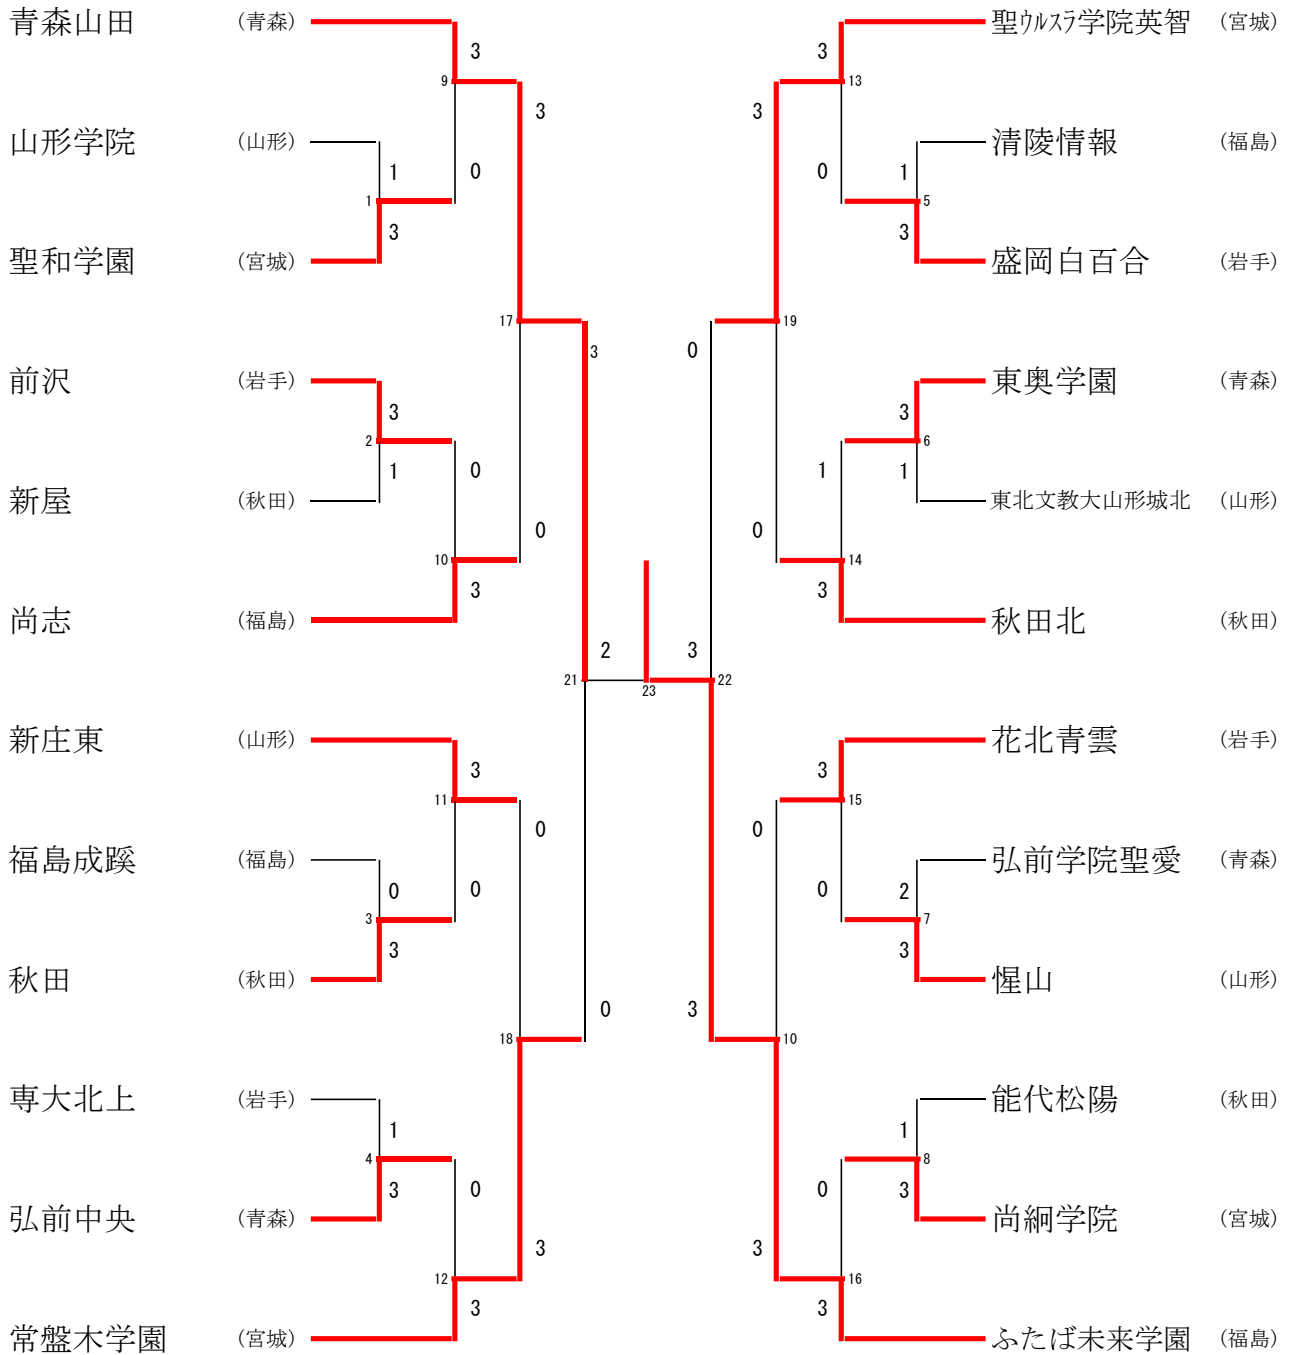 青森山田 (青森)
3
9
山形学院 (山形)
1
0
1
3
聖和学園 (宮城)
3
17
3
前沢 (岩手)
3
2
1
0
新屋 (秋田)
0
10
3
尚志 (福島)
2
21
新庄東 (山形)
3
11
0
福島成蹊 (福島)
0
0
3
3
秋田 (秋田)
0
18
専大北上 (岩手)
1
4
3
0
弘前中央 (青森)
3
12
3
常盤木学園 (宮城)
23
聖ウルスラ学院英智 (宮城)
3
13
3
清陵情報 (福島)
1
0
5
3
盛岡白百合 (岩手)
19
0
東奥学園 (青森)
3
6
1
1
東北文教大山形城北 (山形)
0
14
3
秋田北 (秋田)
3
22
花北青雲 (岩手)
3
15
0
弘前学院聖愛 (青森)
2
0
7
3
惺山 (山形)
3
10
能代松陽 (秋田)
1
8
0
3
尚絅学院 (宮城)
3
16
3
ふたば未来学園 (福島)